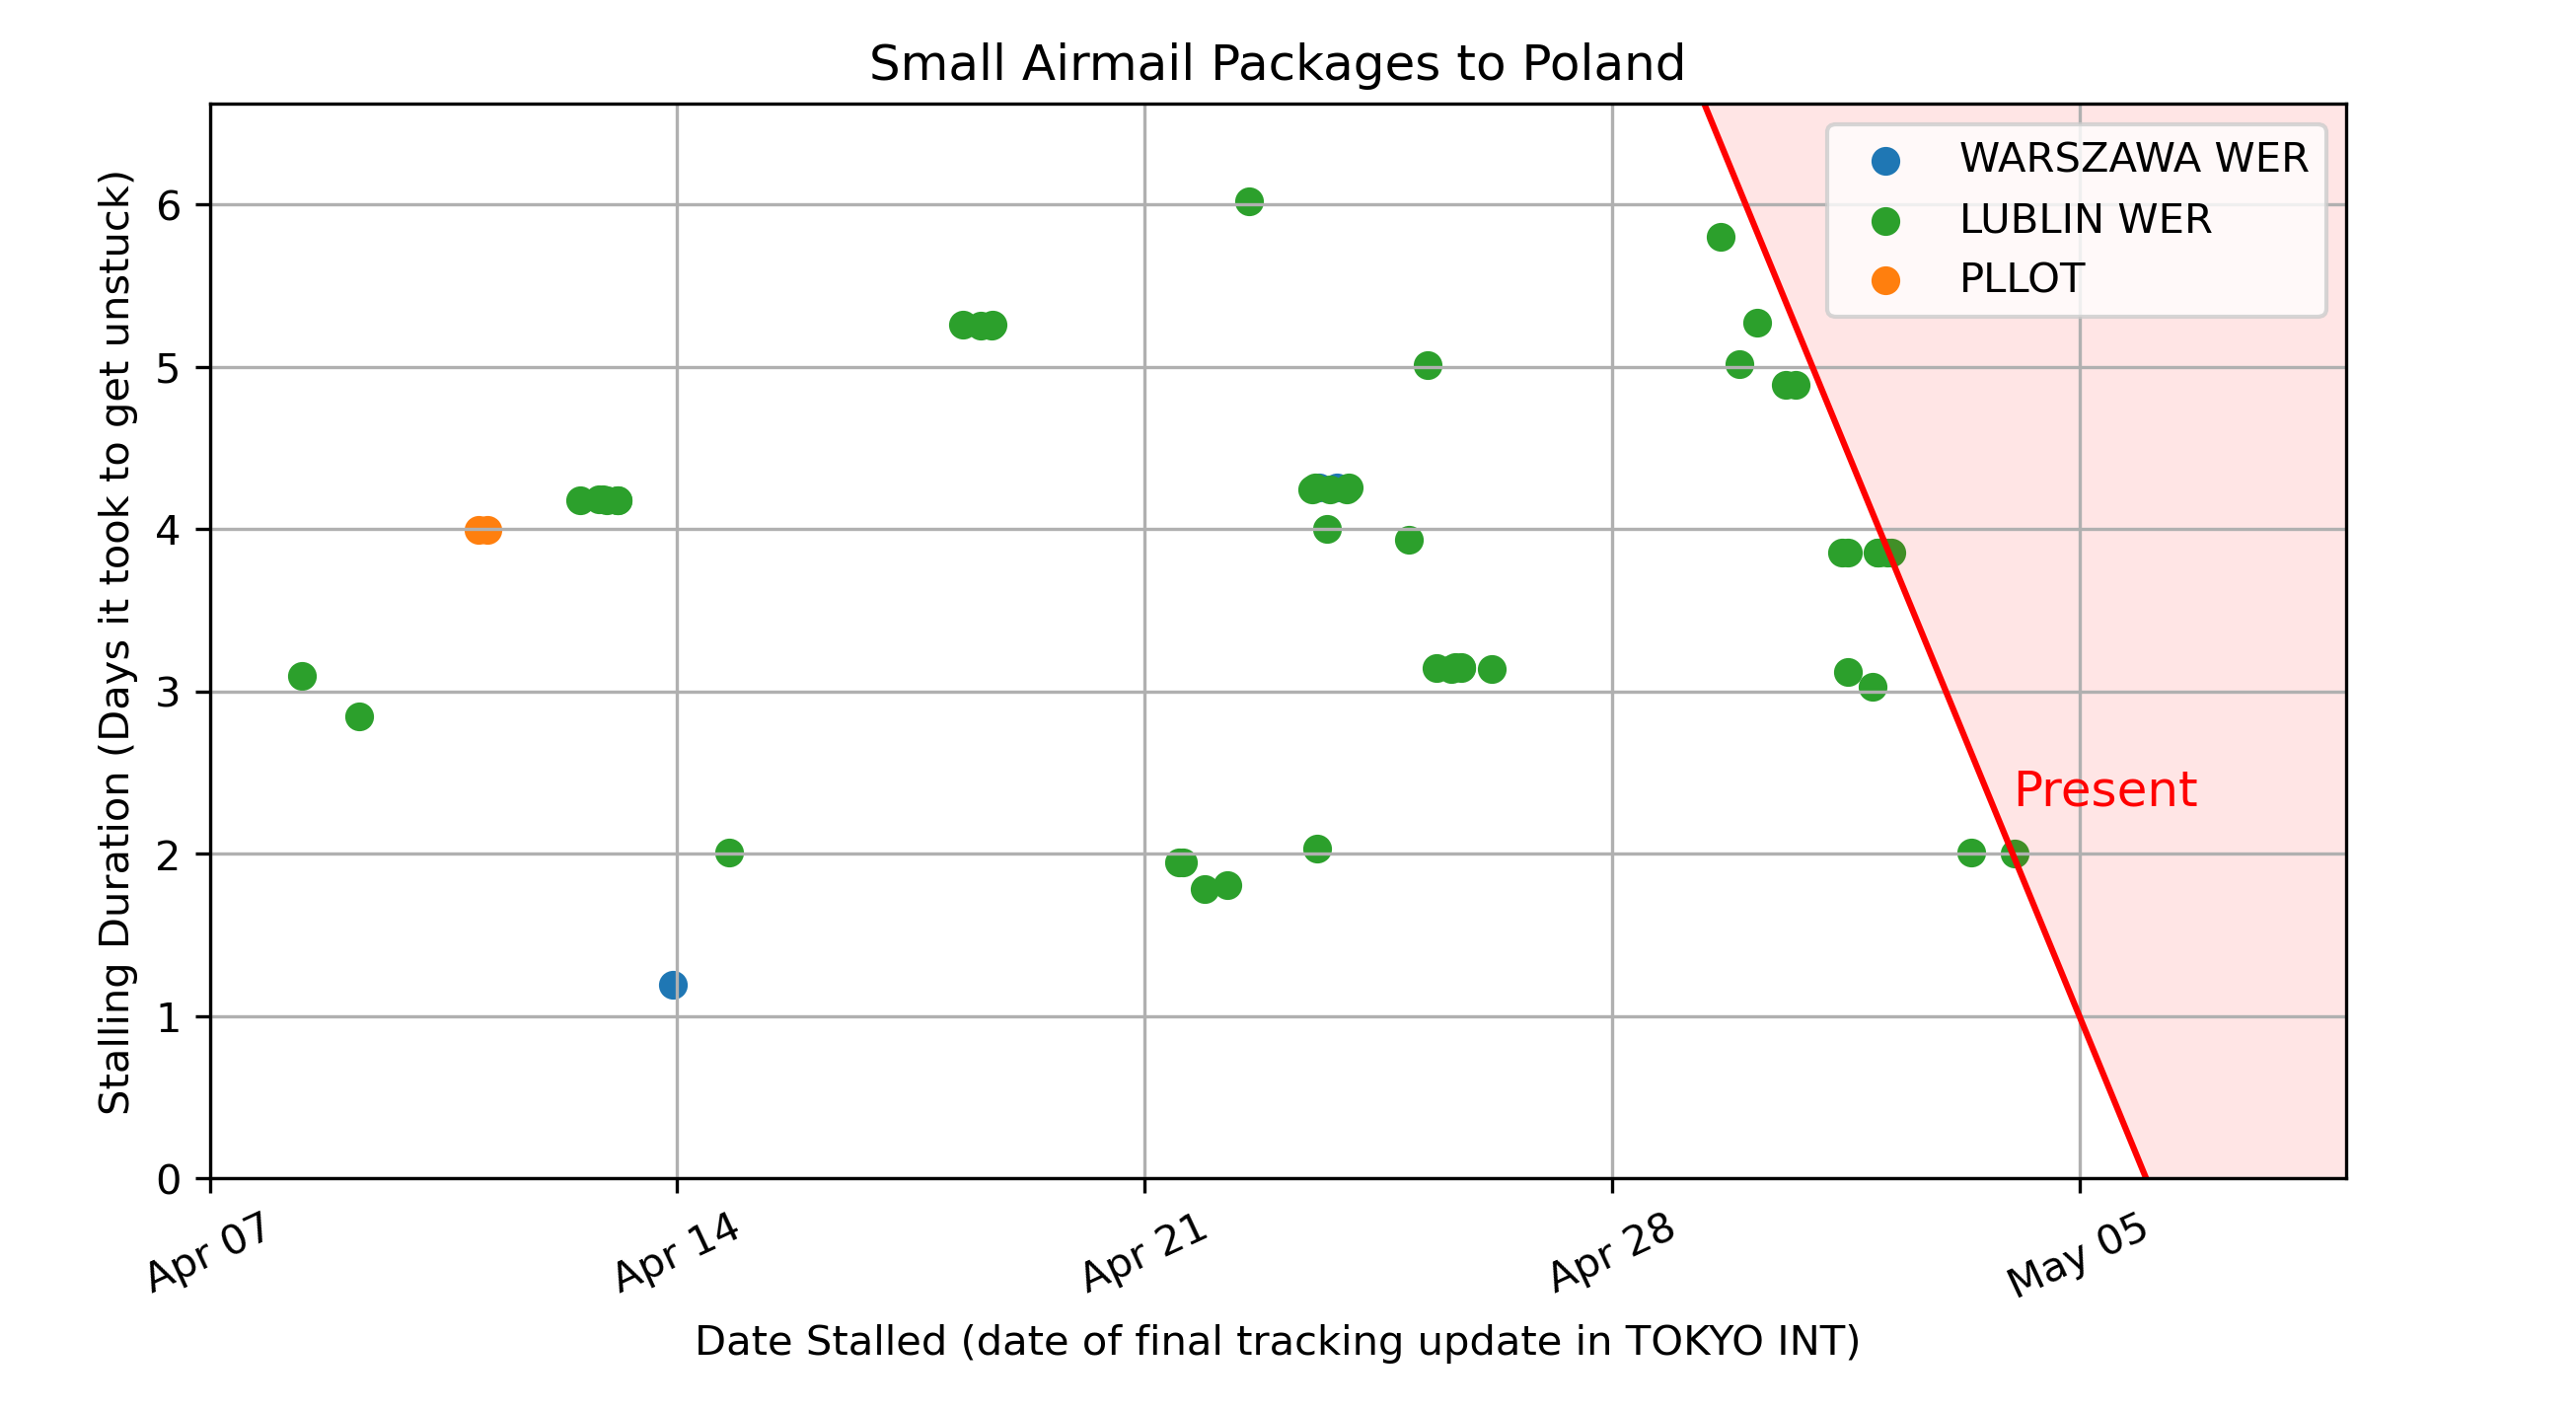 Small Airmail Packages to Poland
WARSZAWA WER
LUBLIN WER
PLLOT
Stalling Duration (Days it took to get unstuck)
6
5
4
3
2
1
0
Present
Apr 07
Apr 14
Apr 21
Apr 28
May 05
Date Stalled (date of final tracking update in TOKYO INT)